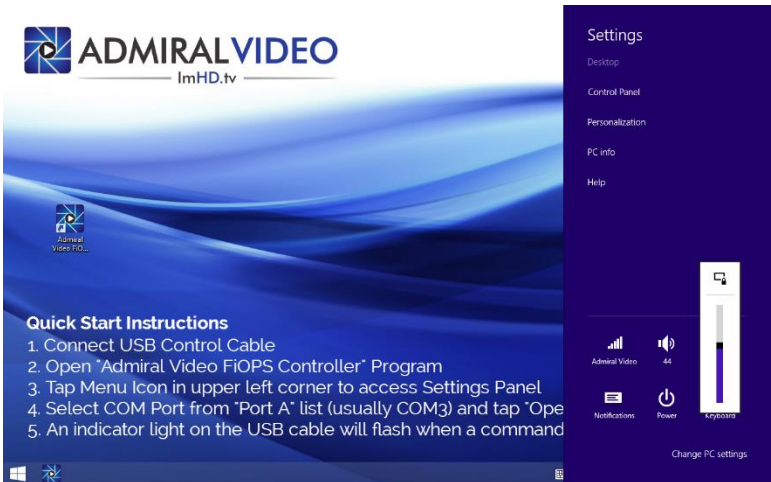 ADMIRALVIDEO
ImHD.tv
Admiral
Video FiO...
Quick Start Instructions
1. Connect USB Control Cable
2. Open "Admiral Video FiOPS Controller" Program
3. Tap Menu Icon in upper left corner to access Settings Panel
4. Select COM Port from "Port A" list (usually COM3) and tap "Ope
5. An indicator light on the USB cable will flash when a command
Settings
Desktop
Control Panel
Personalization
PC info
Help
Admiral Video
44
Notifications
Power
Keyboard
Change PC settings